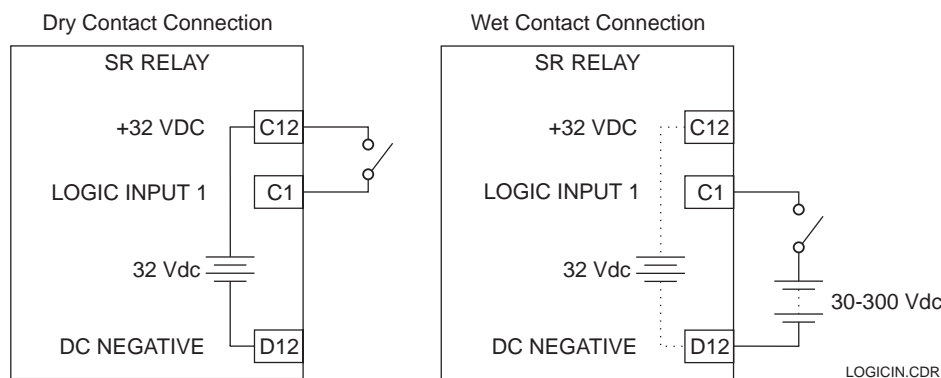 Dry Contact Connection
SR RELAY
+32 VDC
C12
LOGIC INPUT 1
C1
32 Vdc
DC NEGATIVE
D12
Wet Contact Connection
SR RELAY
+32 VDC
C12
LOGIC INPUT 1
C1
32 Vdc
30-300 Vdc
DC NEGATIVE
D12
LOGICIN.CDR